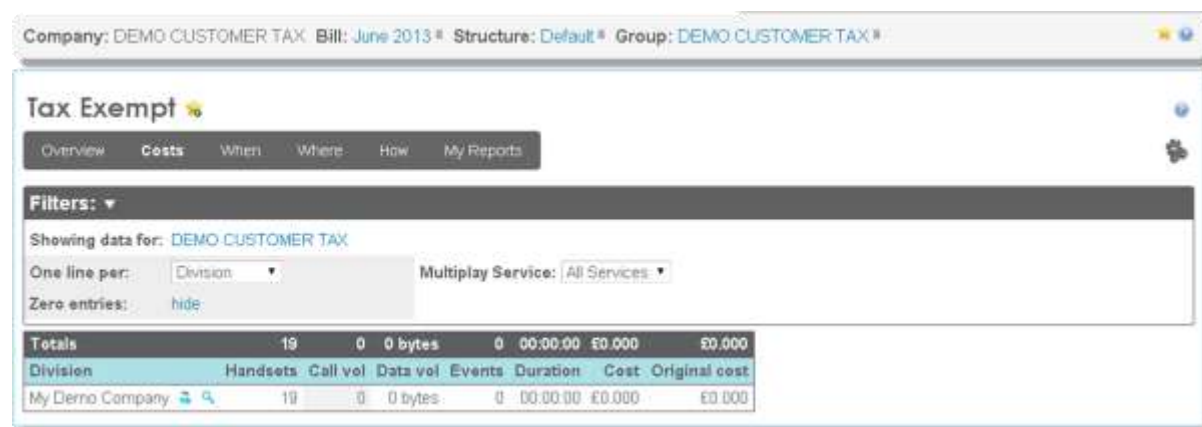 Company: DEMO CUSTOMER TAX Bill: June 2013 Structure: Default Group: DEMO CUSTOMER TAX
Tax Exempt
Overview Costs When Where How My Reports
Filters:
Showing data for: DEMO CUSTOMER TAX
One line per: Division Multiplay Service: All Services
Zero entries: hide
Totals 19 0 0 bytes 0 00:00:00 £0.000 £0.000
Division Handsets Call vol Data vol Events Duration Cost Original cost
My Demo Company 19 0 0 bytes 0 00:00:00 £0.000 £0.000